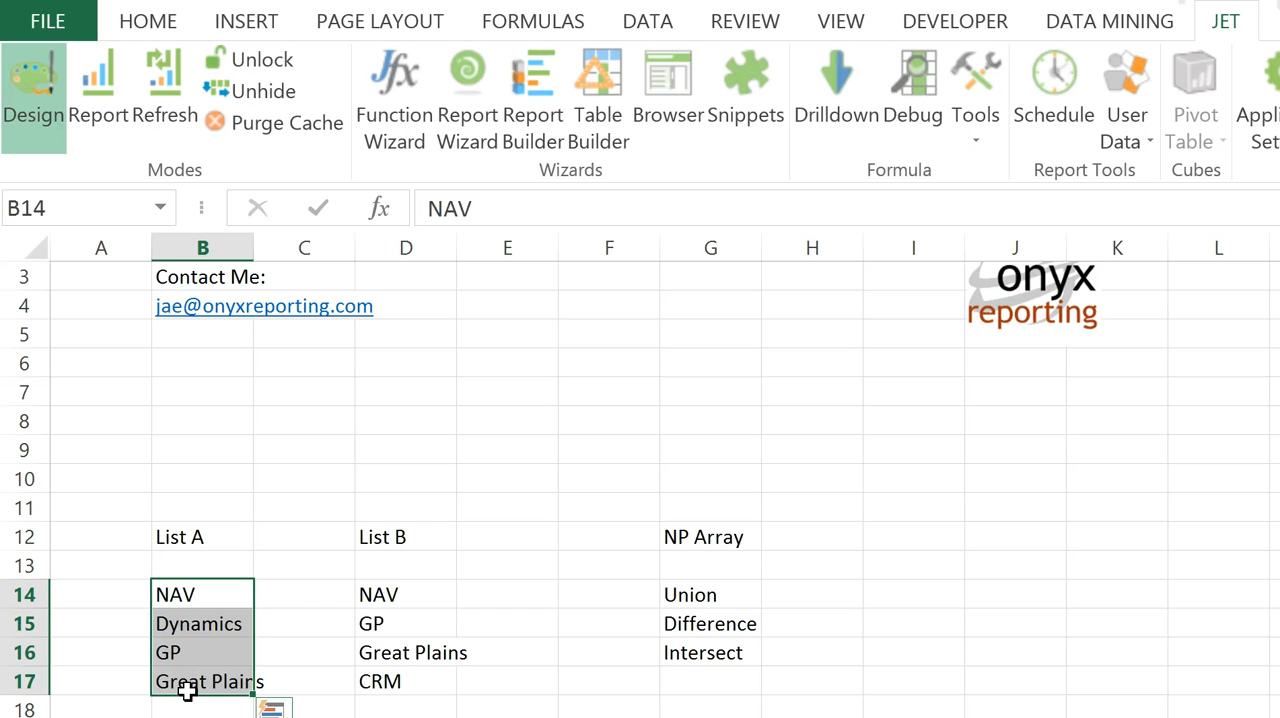 FILE HOME INSERT PAGE LAYOUT FORMULAS DATA REVIEW VIEW DEVELOPER DATA MINING JET
Unlock
Unhide
Purge Cache
Design Report Refresh
Function Wizard
Report Wizard
Report Builder
Table Builder
Browser Snippets
Drilldown Debug Tools
Schedule
User Data
Pivot Table
Appli
Set
Modes Wizards Formula Report Tools Cubes
B14 fx NAV
A B C D E F G H I J K L
3 Contact Me: onyx
4 jae@onyxreporting.com reporting
5
6
7
8
9
10
11
12 List A List B NP Array
13
14 NAV NAV Union
15 Dynamics GP Difference
16 GP Great Plains Intersect
17 Great Plains CRM
18